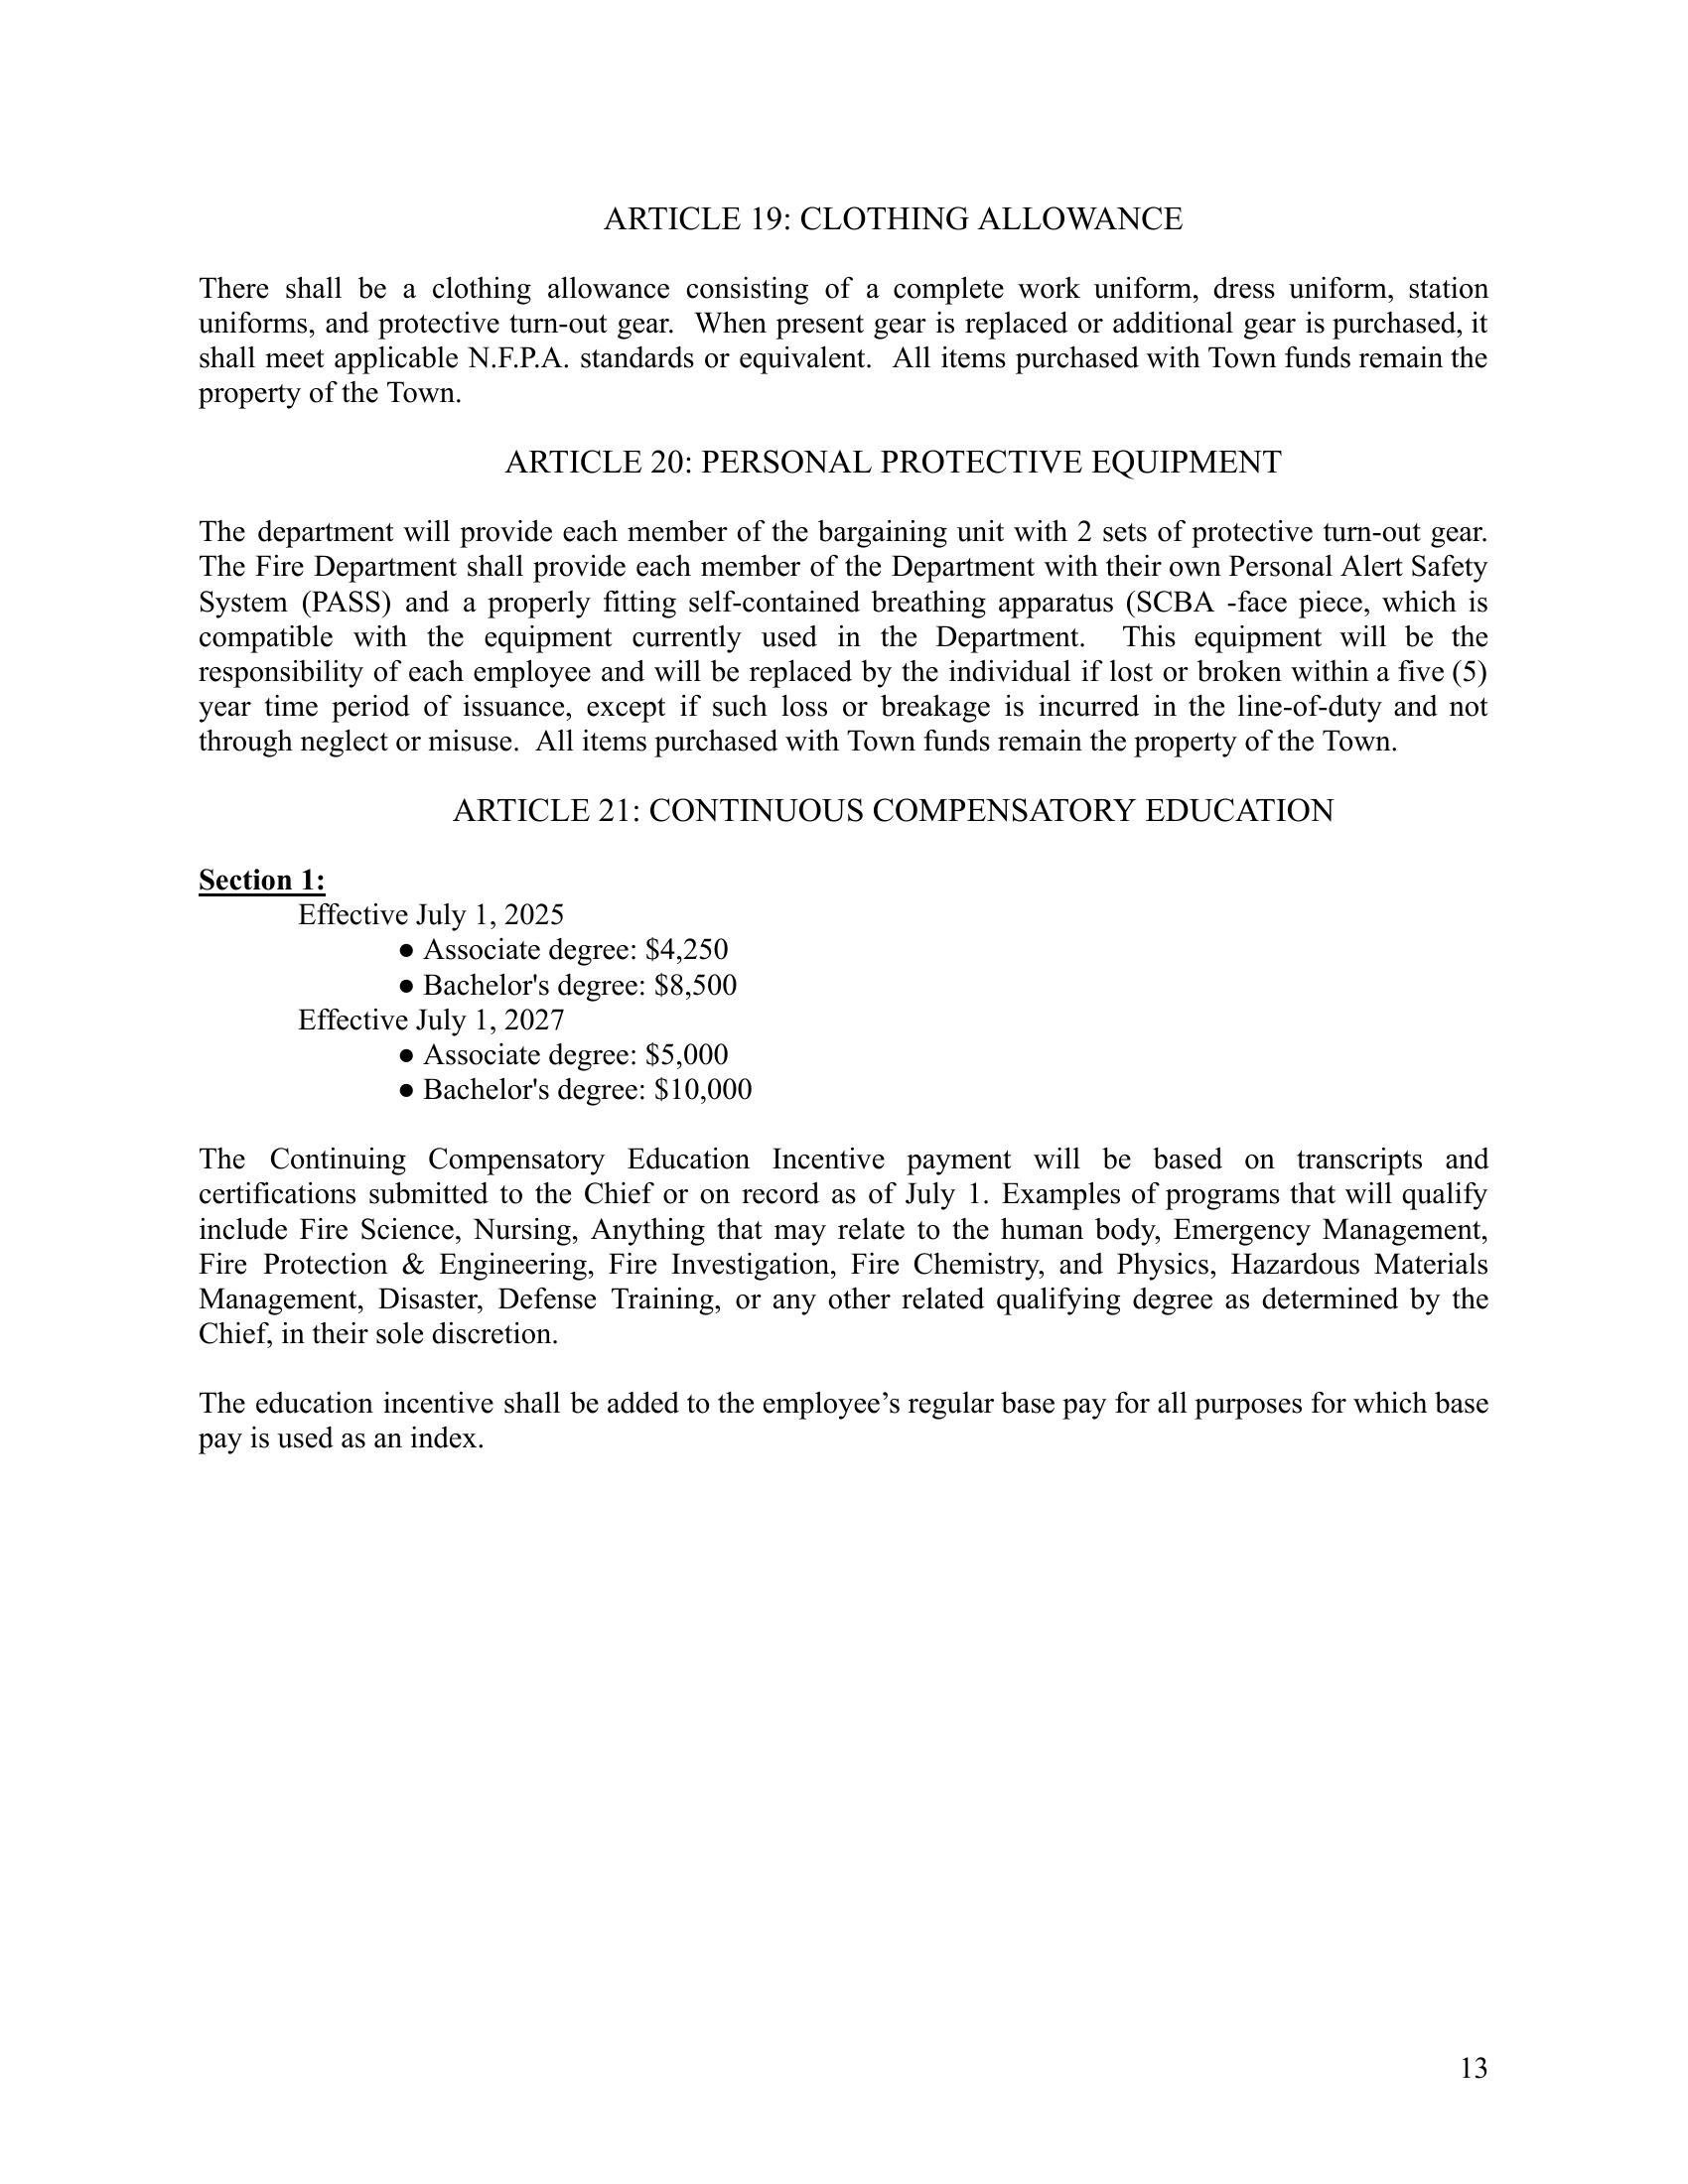 ARTICLE 19: CLOTHING ALLOWANCE
There shall be a clothing allowance consisting of a complete work uniform, dress uniform, station
uniforms, and protective turn-out gear.  When present gear is replaced or additional gear is purchased, it
shall meet applicable N.F.P.A. standards or equivalent.  All items purchased with Town funds remain the
property of the Town.
ARTICLE 20: PERSONAL PROTECTIVE EQUIPMENT
The department will provide each member of the bargaining unit with 2 sets of protective turn-out gear.
The Fire Department shall provide each member of the Department with their own Personal Alert Safety
System (PASS) and a properly fitting self-contained breathing apparatus (SCBA -face piece, which is
compatible with the equipment currently used in the Department.  This equipment will be the
responsibility of each employee and will be replaced by the individual if lost or broken within a five (5)
year time period of issuance, except if such loss or breakage is incurred in the line-of-duty and not
through neglect or misuse.  All items purchased with Town funds remain the property of the Town.
ARTICLE 21: CONTINUOUS COMPENSATORY EDUCATION
Section 1:
Effective July 1, 2025
● Associate degree: $4,250
● Bachelor's degree: $8,500
Effective July 1, 2027
● Associate degree: $5,000
● Bachelor's degree: $10,000
The Continuing Compensatory Education Incentive payment will be based on transcripts and
certifications submitted to the Chief or on record as of July 1. Examples of programs that will qualify
include Fire Science, Nursing, Anything that may relate to the human body, Emergency Management,
Fire Protection & Engineering, Fire Investigation, Fire Chemistry, and Physics, Hazardous Materials
Management, Disaster, Defense Training, or any other related qualifying degree as determined by the
Chief, in their sole discretion.
The education incentive shall be added to the employee’s regular base pay for all purposes for which base
pay is used as an index.
13